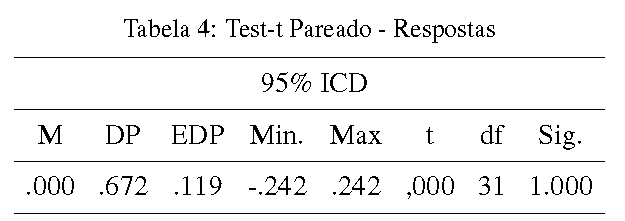 Tabela 4: Test-t Pareado - Respostas
95% ICD
M DP EDP Min. Max t df Sig.
.000 .672 .119 -.242 .242 ,000 31 1.000